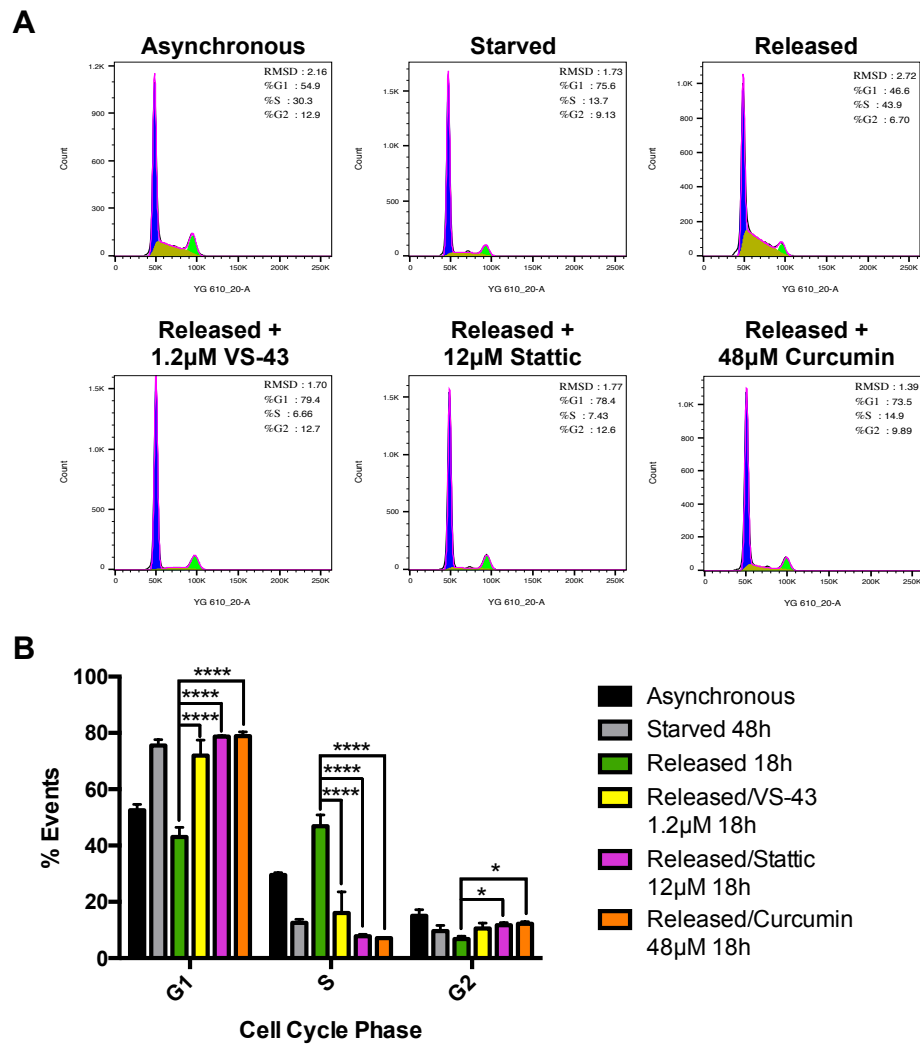 A
Asynchronous
RMSD : 2.16
%G1 : 54.9
%S : 30.3
%G2 : 12.9
1.2K
900
600
300
0
Count
0 50K 100K 150K 200K 250K
YG 610_20-A
Starved
RMSD : 1.73
%G1 : 75.6
%S : 13.7
%G2 : 9.13
1.5K
1.0K
500
0
Count
0 50K 100K 150K 200K 250K
YG 610_20-A
Released
RMSD : 2.72
%G1 : 46.6
%S : 43.9
%G2 : 6.70
1.0K
800
600
400
200
0
Count
0 50K 100K 150K 200K 250K
YG 610_20-A
Released +
1.2µM VS-43
RMSD : 1.70
%G1 : 79.4
%S : 6.66
%G2 : 12.7
1.5K
1.0K
500
0
Count
0 50K 100K 150K 200K 250K
YG 610_20-A
Released +
12µM Stattic
RMSD : 1.77
%G1 : 78.4
%S : 7.43
%G2 : 12.6
1.5K
1.0K
500
0
Count
0 50K 100K 150K 200K 250K
YG 610_20-A
Released +
48µM Curcumin
RMSD : 1.39
%G1 : 73.5
%S : 14.9
%G2 : 9.89
1.0K
800
600
400
200
0
Count
0 50K 100K 150K 200K 250K
YG 610_20-A
B
100
80
60
40
20
0
% Events
****
****
****
****
****
****
*
*
G1 S G2
Cell Cycle Phase
Asynchronous
Starved 48h
Released 18h
Released/VS-43
1.2µM 18h
Released/Stattic
12µM 18h
Released/Curcumin
48µM 18h